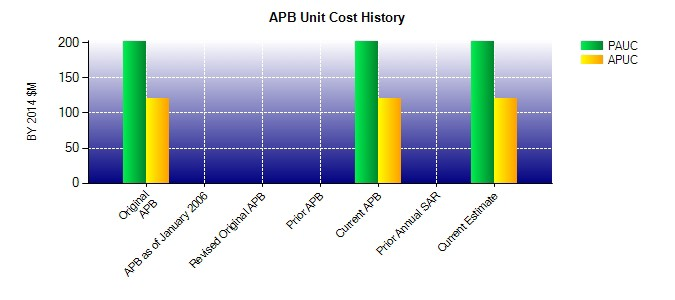 APB Unit Cost History
BY 2014 $M
200
150
100
50
0
Original
APB
APB as of January 2006
Revised Original APB
Prior APB
Current APB
Prior Annual SAR
Current Estimate
PAUC
APUC